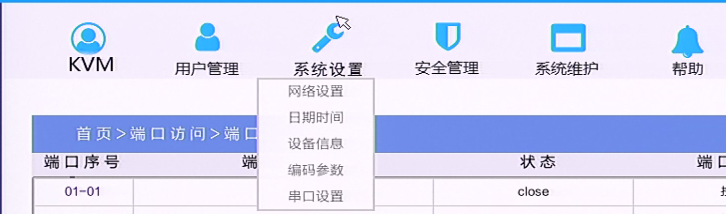 KVM 用户管理 系统设置 安全管理 系统维护 帮助
网络设置
日期时间
首页>端口访问>端口
设备信息
端口序号 状态
编码参数
01-01 close
串口设置